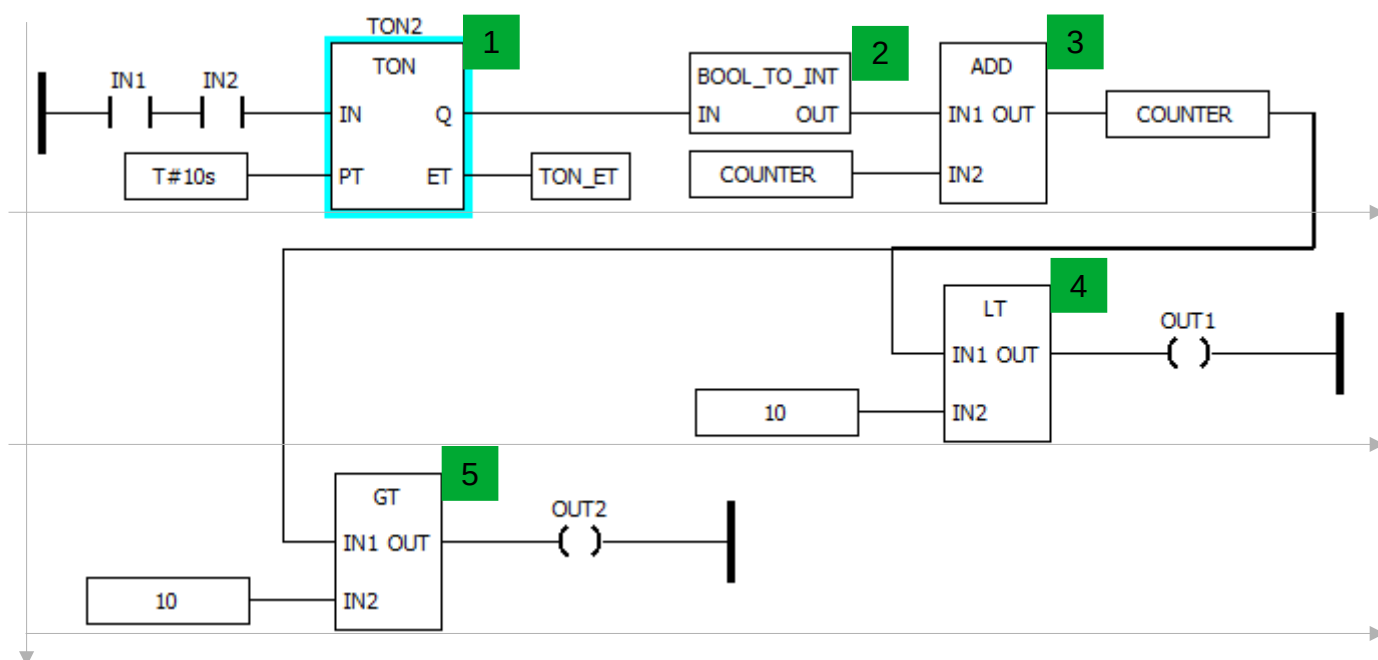 TON2
1
TON
IN1
IN2
IN Q
T#10s
PT ET
TON_ET
2
BOOL_TO_INT
IN OUT
COUNTER
3
ADD
IN1 OUT
IN2
COUNTER
4
LT
IN1 OUT
10
IN2
OUT1
5
GT
IN1 OUT
10
IN2
OUT2